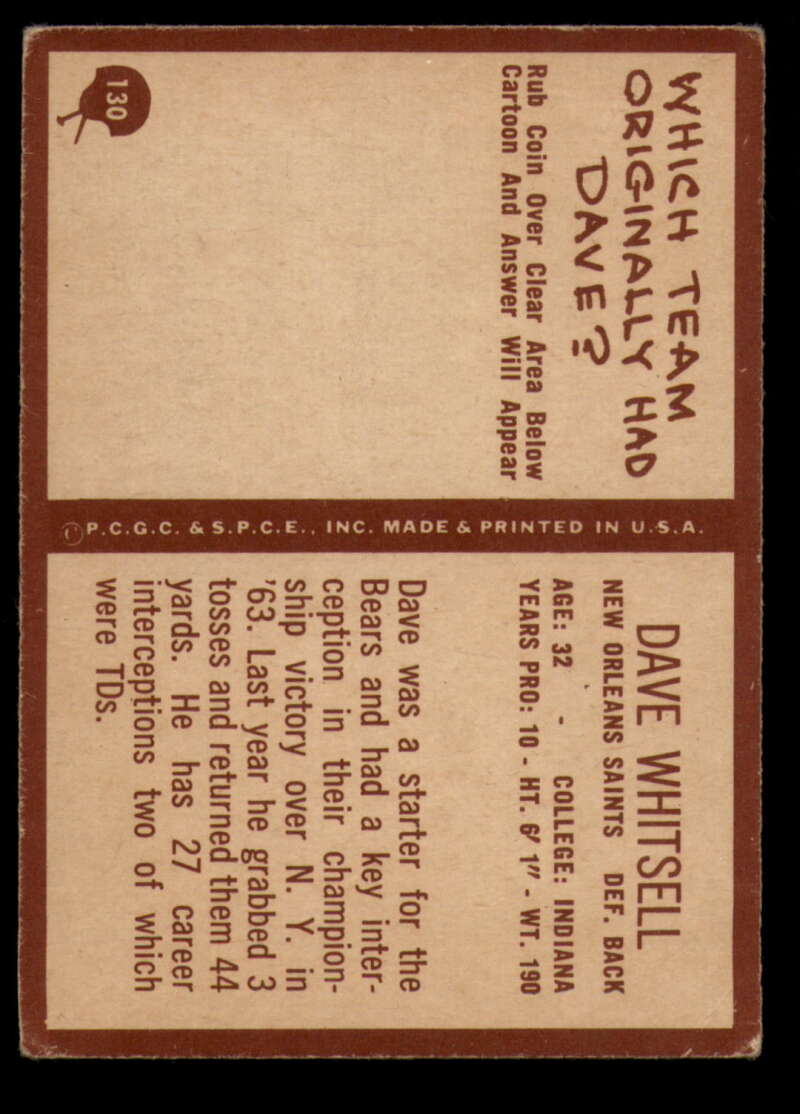 130
WHICH TEAM
ORIGINALLY HAD
DAVE?
Rub Coin Over Clear Area Below
Cartoon And Answer Will Appear
©P.C.G.C. & S.P.C.E., INC. MADE & PRINTED IN U.S.A.
DAVE WHITSELL
NEW ORLEANS SAINTS DEF. BACK
AGE: 32 - COLLEGE: INDIANA
YEARS PRO: 10 - HT. 6' 1" - WT. 190
Dave was a starter for the
Bears and had a key inter-
ception in their champion-
ship victory over N. Y. in
'63. Last year he grabbed 3
tosses and returned them 44
yards. He has 27 career
interceptions two of which
were TDs.